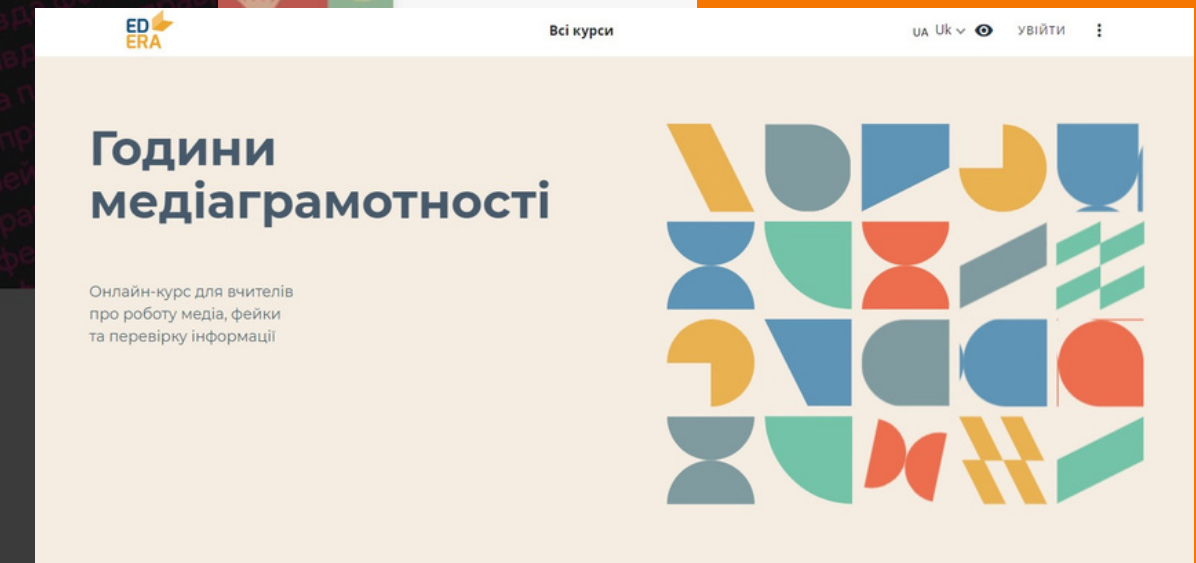 ED
ERA
Всі курси
UA Uk
УВІЙТИ
Години
медіаграмотності
Онлайн-курс для вчителів
про роботу медіа, фейки
та перевірку інформації